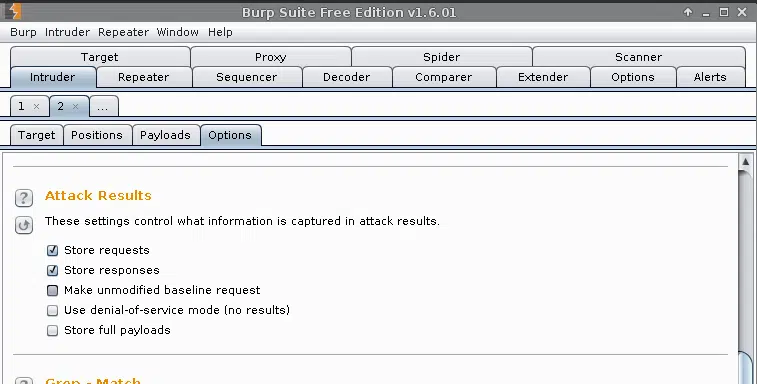 Burp Suite Free Edition v1.6.01
Burp Intruder Repeater Window Help
Target Proxy Spider Scanner
Intruder Repeater Sequencer Decoder Comparer Extender Options Alerts
1 × 2 × ...
Target Positions Payloads Options
? Attack Results
These settings control what information is captured in attack results.
Store requests
Store responses
Make unmodified baseline request
Use denial-of-service mode (no results)
Store full payloads
? Grep - Match